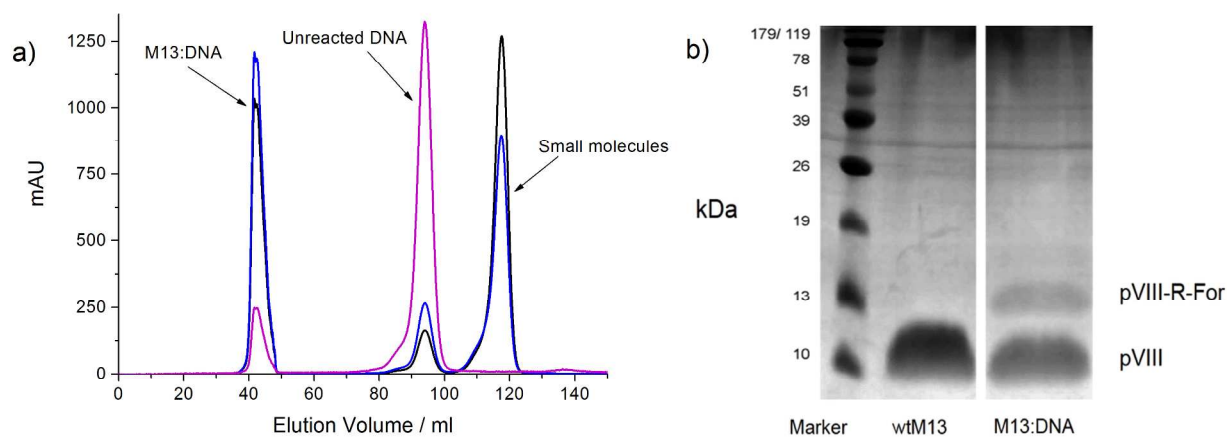 a)
M13:DNA
Unreacted DNA
Small molecules
mAU
1250
1000
750
500
250
0
0 20 40 60 80 100 120 140
Elution Volume / ml
b)
179/ 119
78
51
39
26
kDa
19
13
10
pVIII-R-For
pVIII
Marker wtM13 M13:DNA